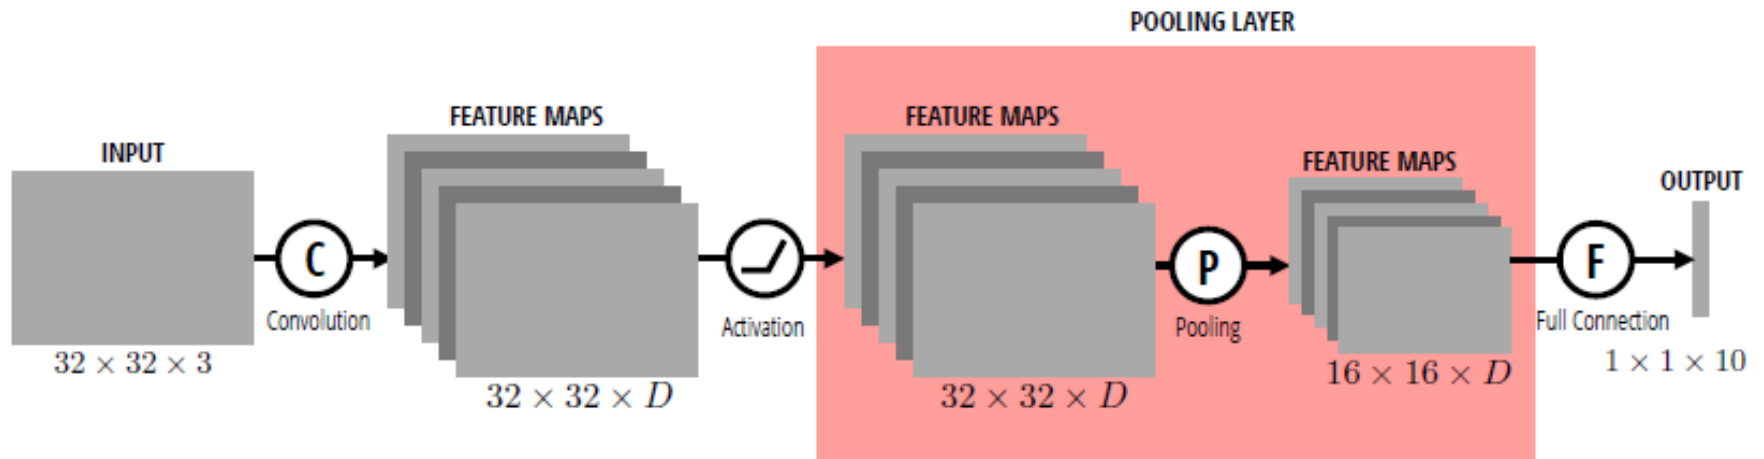 POOLING LAYER
INPUT
32 × 32 × 3
C
Convolution
FEATURE MAPS
32 × 32 × D
Activation
FEATURE MAPS
32 × 32 × D
P
Pooling
FEATURE MAPS
16 × 16 × D
F
Full Connection
OUTPUT
1 × 1 × 10